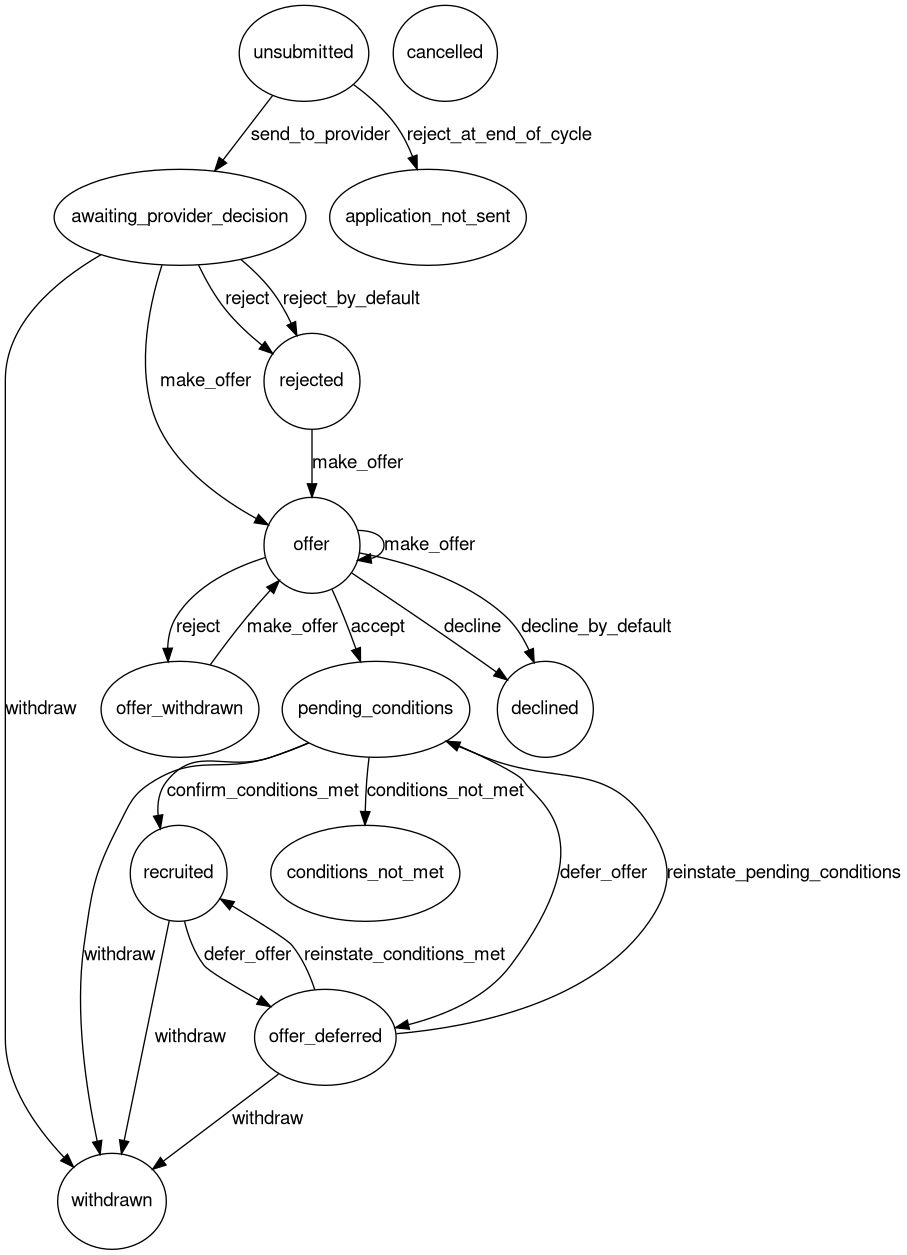 unsubmitted
cancelled
send_to_provider
reject_at_end_of_cycle
awaiting_provider_decision
application_not_sent
reject
reject_by_default
make_offer
rejected
make_offer
offer
make_offer
reject
make_offer
accept
decline
decline_by_default
withdraw
offer_withdrawn
pending_conditions
declined
confirm_conditions_met
conditions_not_met
recruited
conditions_not_met
defer_offer
reinstate_pending_conditions
withdraw
defer_offer
reinstate_conditions_met
withdraw
offer_deferred
withdraw
withdrawn